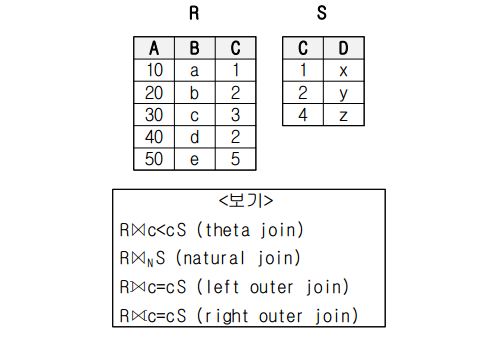 R S
A B C C D
10 a 1 1 x
20 b 2 2 y
30 c 3 4 z
40 d 2
50 e 5
<보기>
R⋈c<cS (theta join)
R⋈NS (natural join)
R⟕c=cS (left outer join)
R⟖c=cS (right outer join)